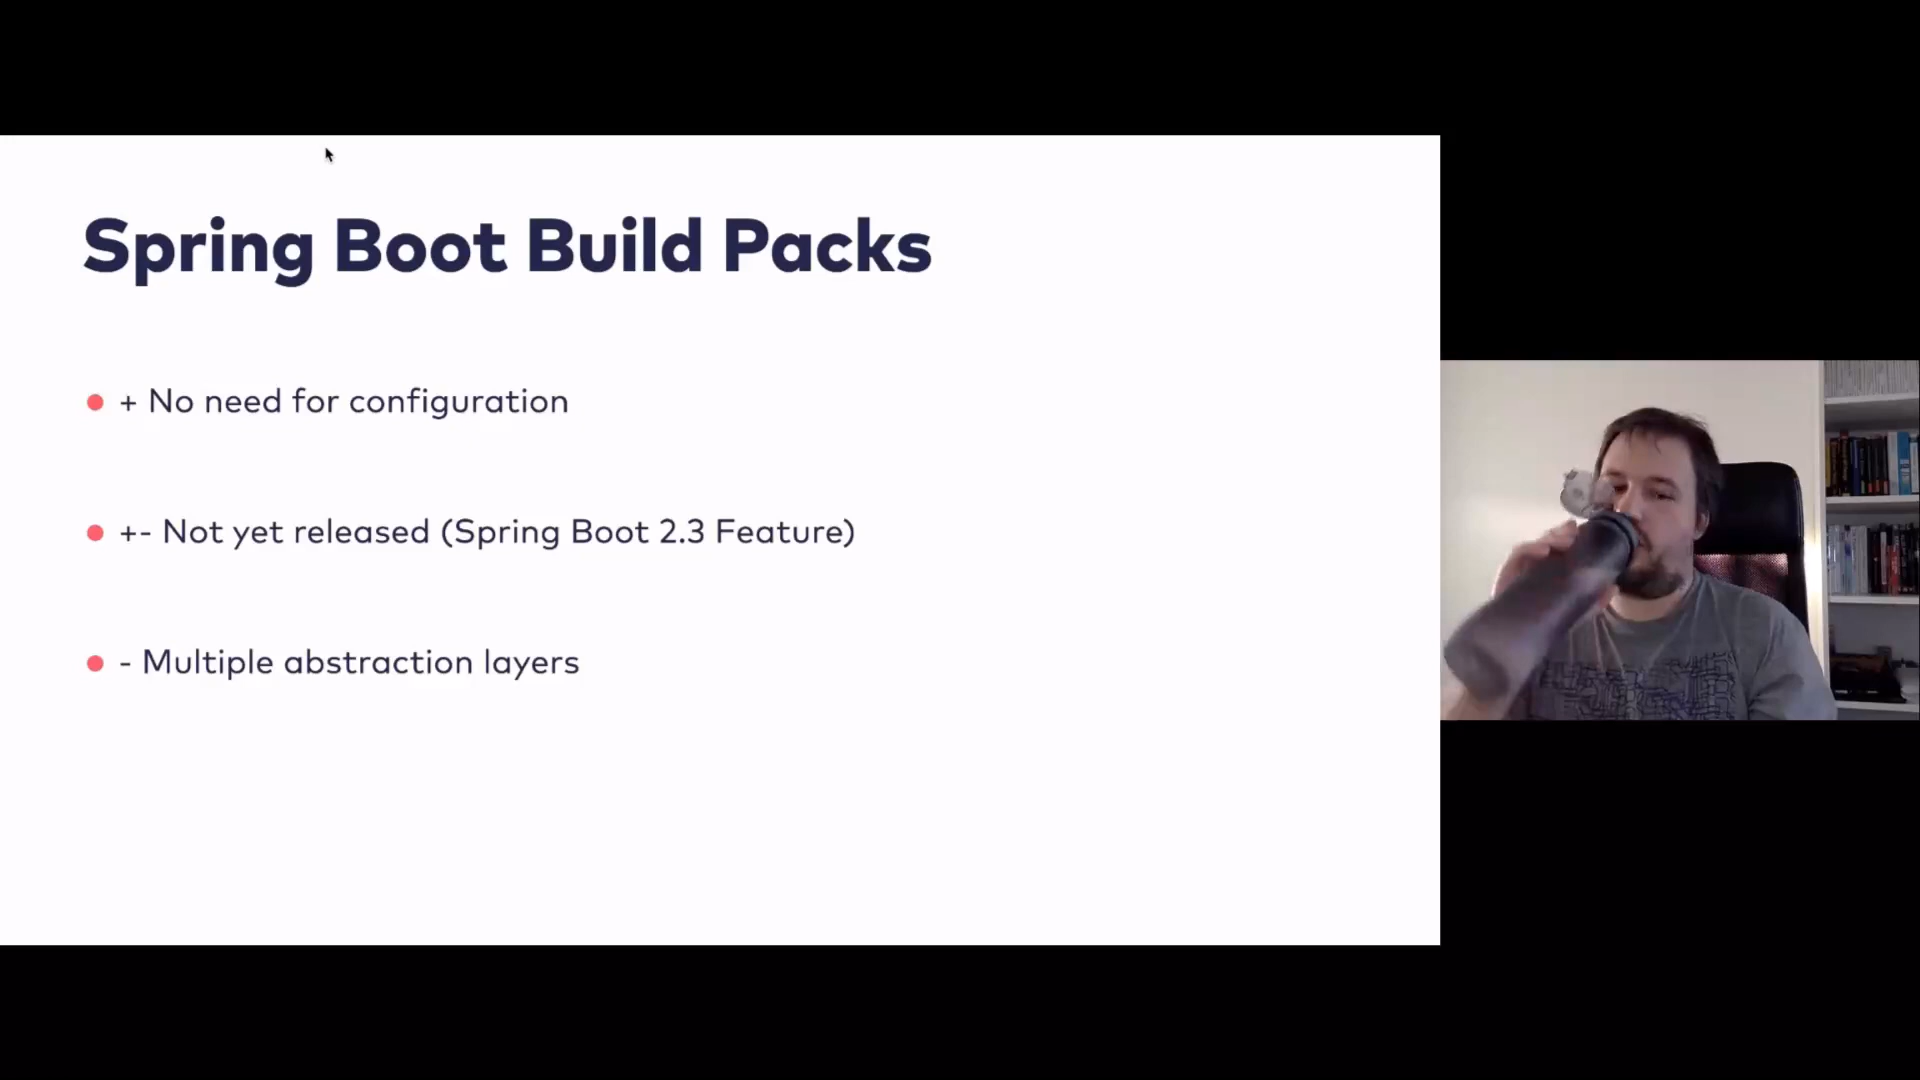 Spring Boot Build Packs
+ No need for configuration
+- Not yet released (Spring Boot 2.3 Feature)
- Multiple abstraction layers